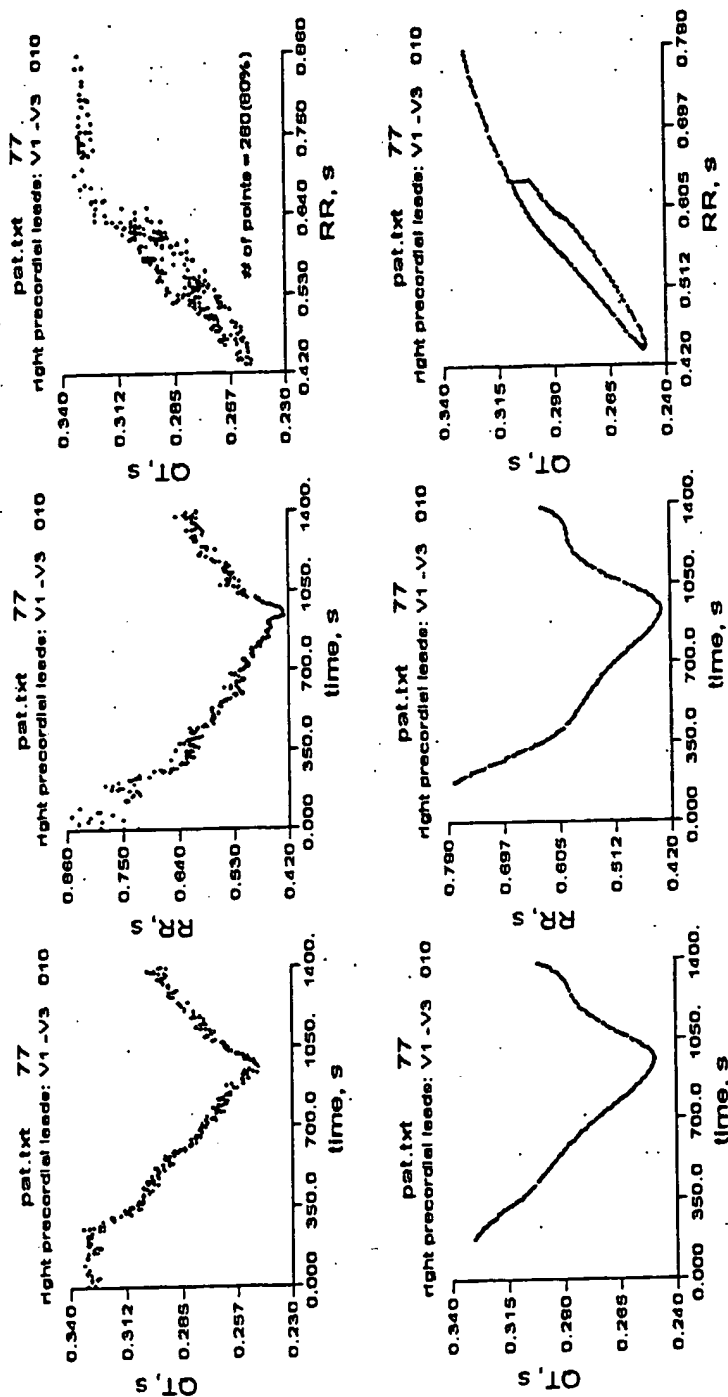 pat.txt 77
right precordial leads: V1-V3 010
QT, s
0.340
0.312
0.285
0.257
0.230
0.000 350.0 700.0 1050. 1400.
time, s
pat.txt 77
right precordial leads: V1-V3 010
RR, s
0.860
0.750
0.640
0.530
0.420
0.000 350.0 700.0 1050. 1400.
time, s
pat.txt 77
right precordial leads: V1-V3 010
QT, s
0.340
0.312
0.285
0.257
0.230
# of points = 280(80%)
0.420 0.530 0.640 0.750 0.860
RR, s
pat.txt 77
right precordial leads: V1-V3 010
QT, s
0.340
0.315
0.290
0.265
0.240
0.000 350.0 700.0 1050. 1400.
time, s
pat.txt 77
right precordial leads: V1-V3 010
RR, s
0.790
0.697
0.605
0.512
0.420
0.000 350.0 700.0 1050. 1400.
time, s
pat.txt 77
right precordial leads: V1-V3 010
QT, s
0.340
0.315
0.290
0.265
0.240
0.420 0.512 0.605 0.697 0.790
RR, s